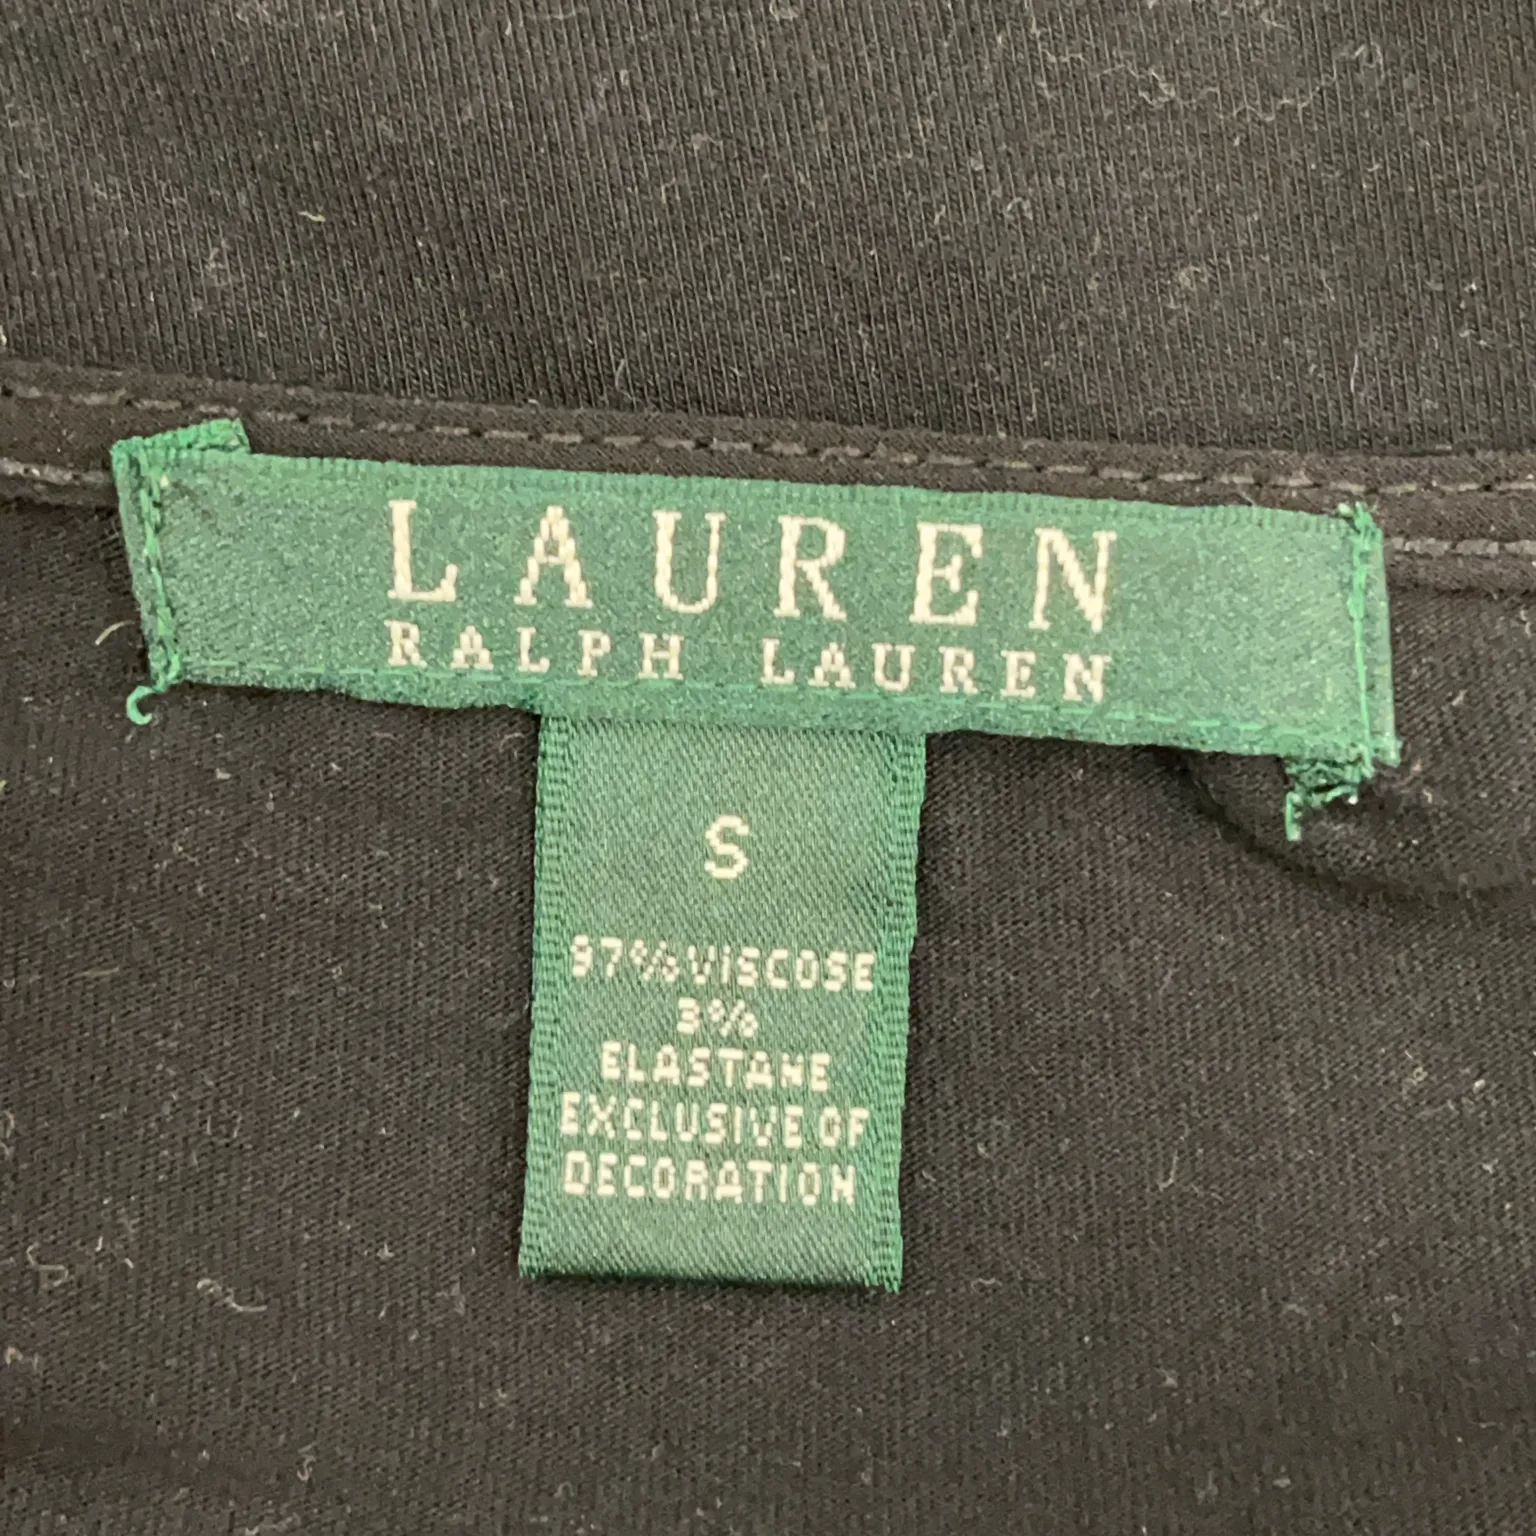 LAUREN
RALPH LAUREN
S
97% VISCOSE
3%
ELASTANE
EXCLUSIVE OF
DECORATION